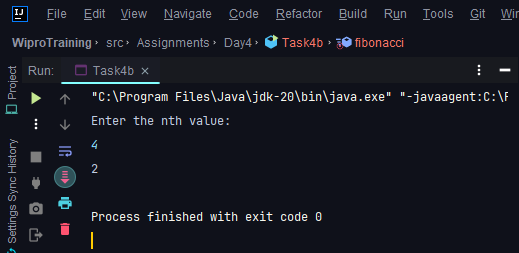 IJ File Edit View Navigate Code Refactor Build Run Tools Git
WiproTraining src Assignments Day4 Task4b fibonacci
Project
Settings Sync History
Run: Task4b
"C:\Program Files\Java\jdk-20\bin\java.exe" "-javaagent:C:\
Enter the nth value:
4
2
Process finished with exit code 0